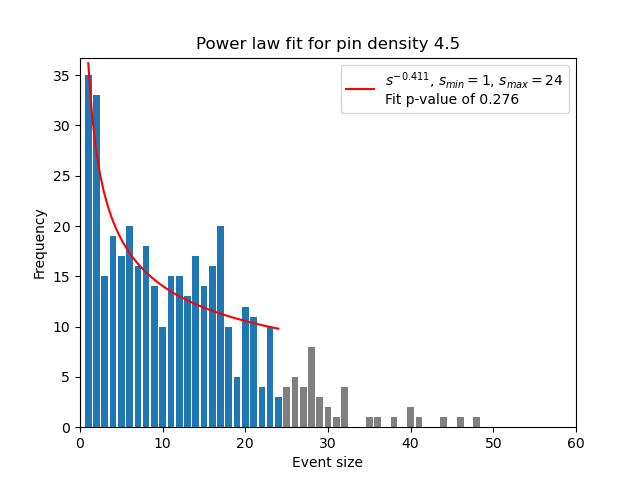 Power law fit for pin density 4.5
s^{-0.411}, s_{min} = 1, s_{max} = 24
Fit p-value of 0.276
Frequency
35
30
25
20
15
10
5
0
0 10 20 30 40 50 60
Event size